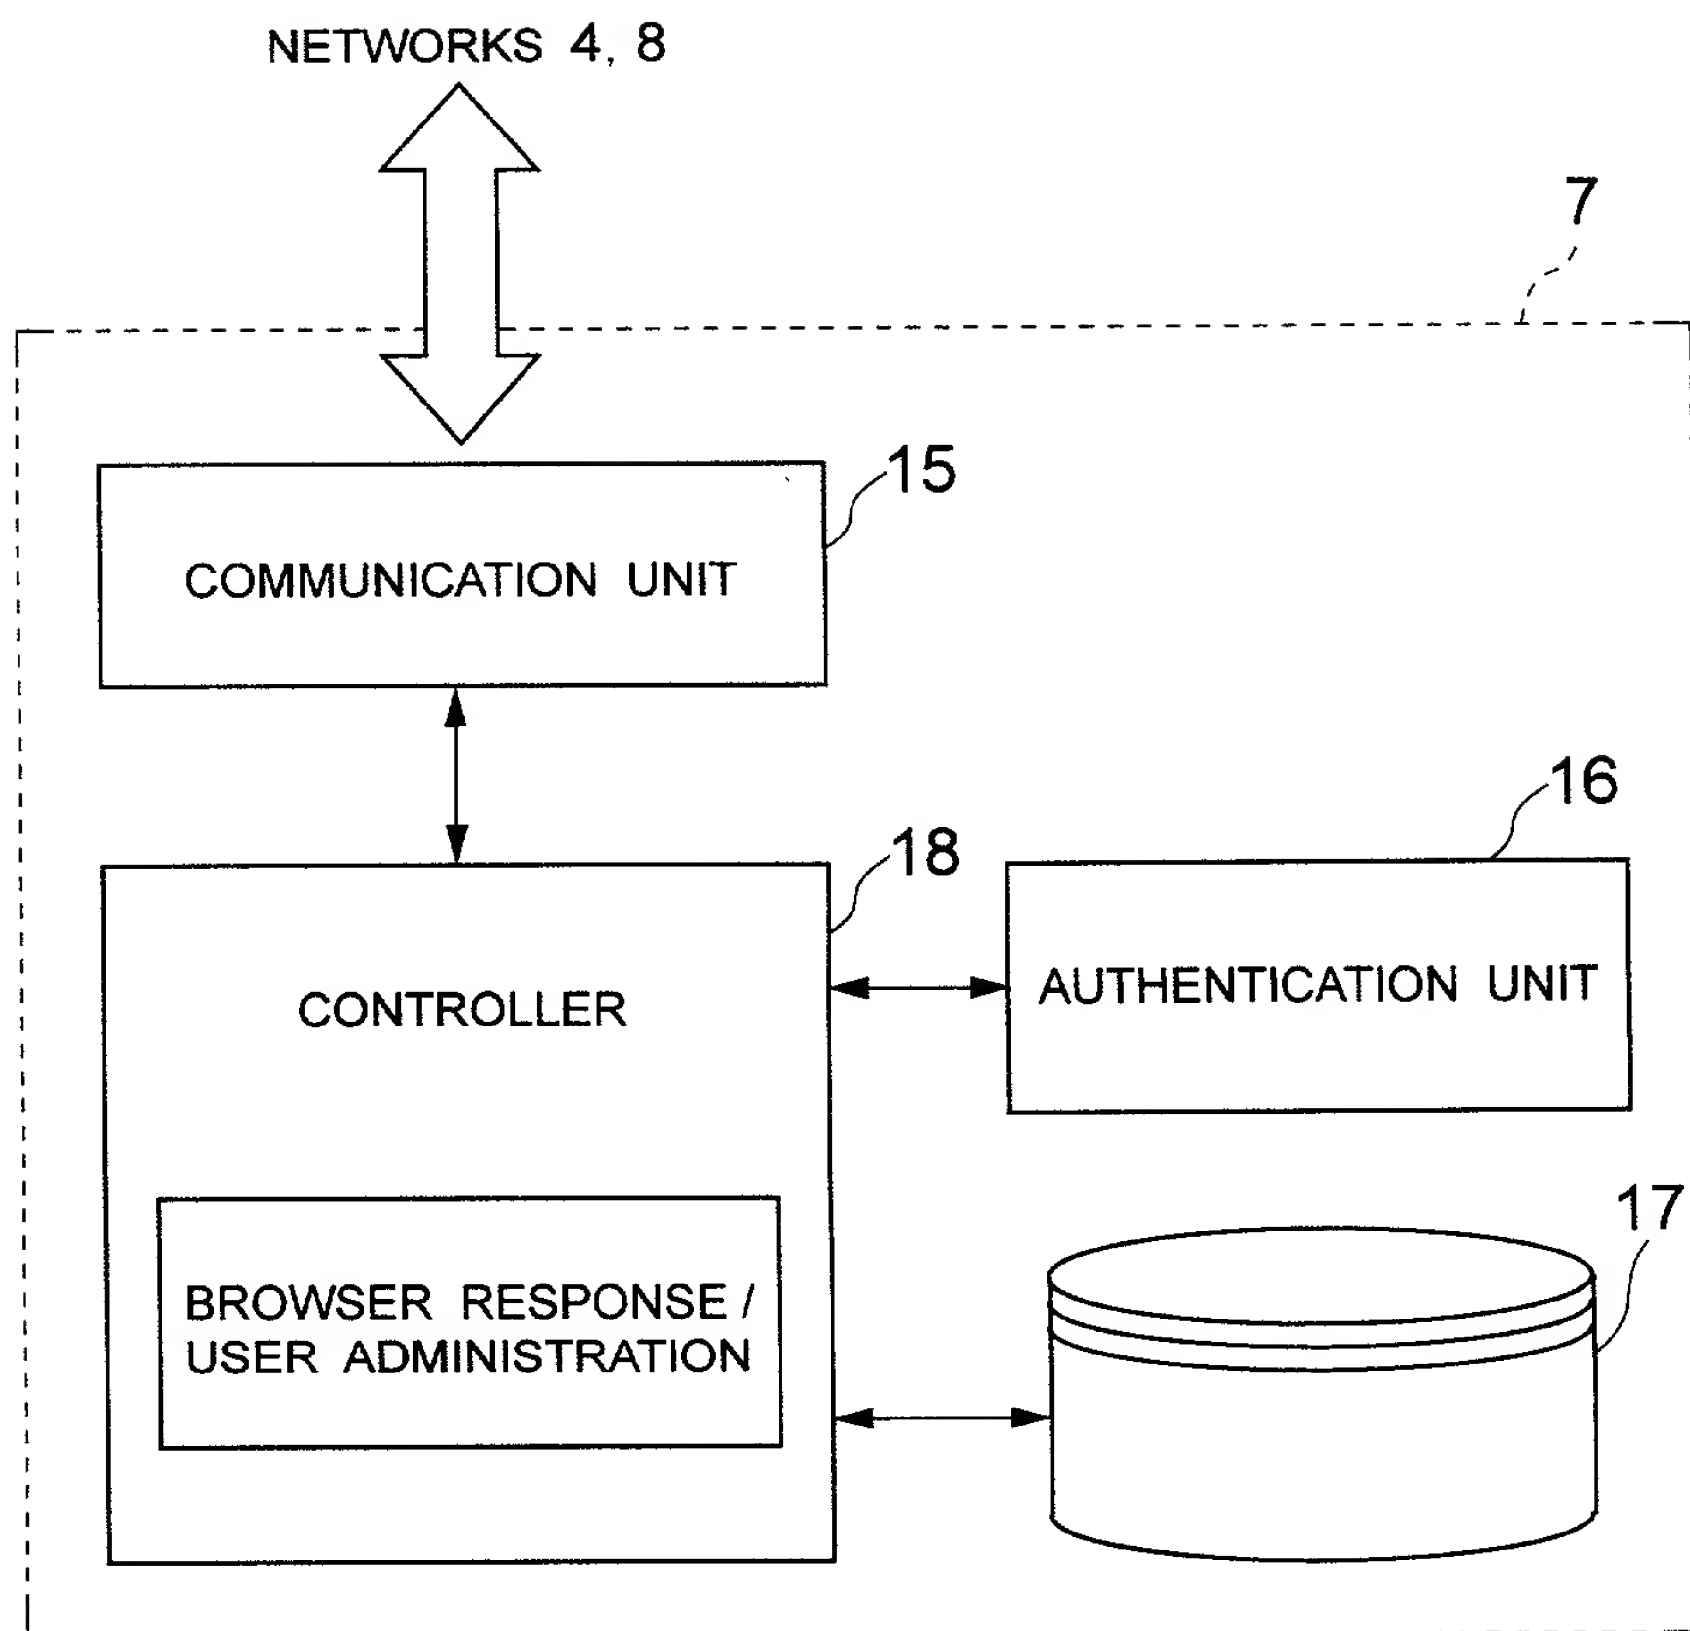 NETWORKS 4, 8
7
15
COMMUNICATION UNIT
16
18
CONTROLLER
AUTHENTICATION UNIT
17
BROWSER RESPONSE /
USER ADMINISTRATION